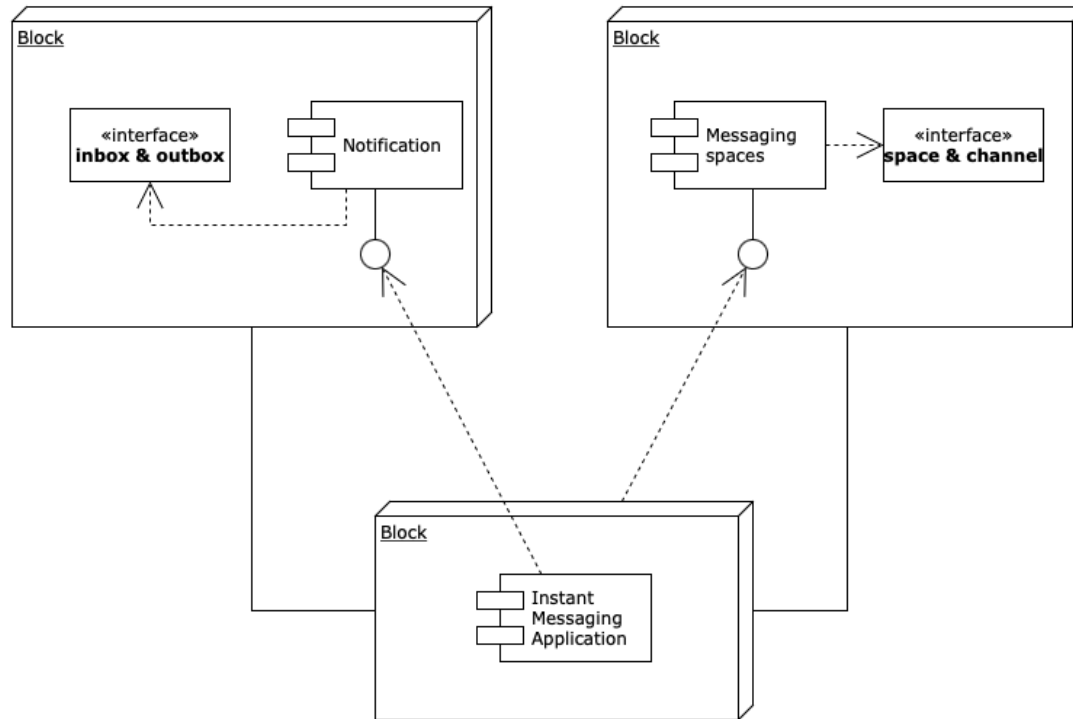 Block
«interface»
inbox & outbox
Notification
Block
Messaging
spaces
«interface»
space & channel
Block
Instant
Messaging
Application